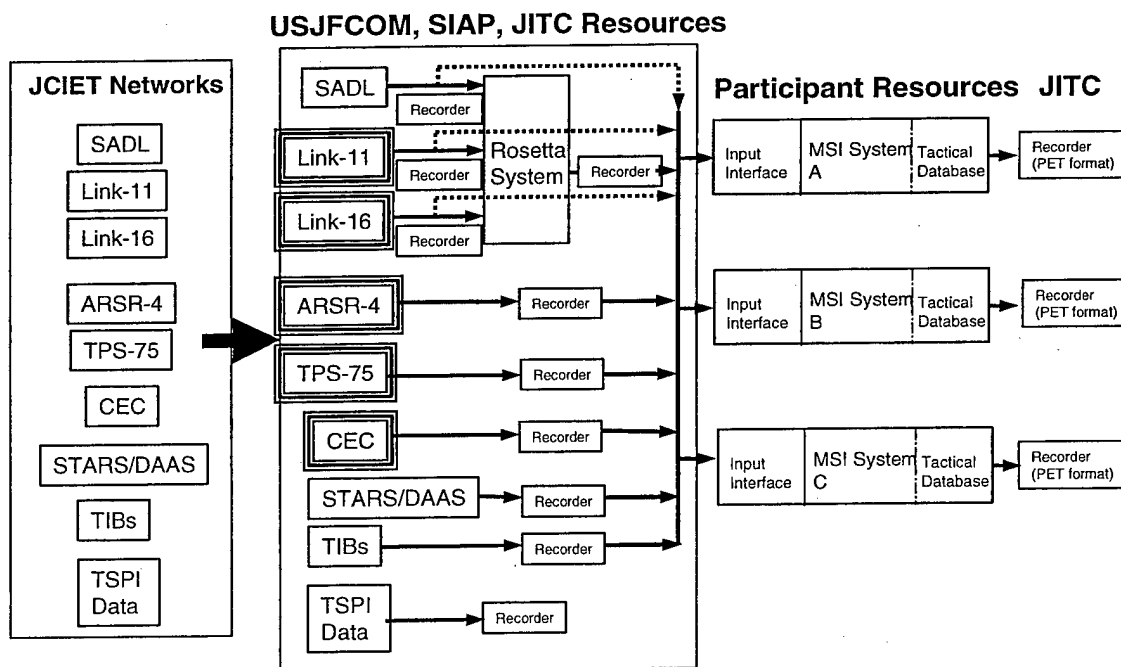 USJFCOM, SIAP, JITC Resources
JCIET Networks
SADL
Link-11
Link-16
ARSR-4
TPS-75
CEC
STARS/DAAS
TIBs
TSPI
Data
SADL
Recorder
Link-11
Recorder
Link-16
Recorder
Rosetta
System
Recorder
ARSR-4
Recorder
TPS-75
Recorder
CEC
Recorder
STARS/DAAS
Recorder
TIBs
Recorder
TSPI
Data
Recorder
Participant Resources
JITC
Input
Interface
MSI System
A
Tactical
Database
Recorder
(PET format)
Input
Interface
MSI System
B
Tactical
Database
Recorder
(PET format)
Input
Interface
MSI System
C
Tactical
Database
Recorder
(PET format)